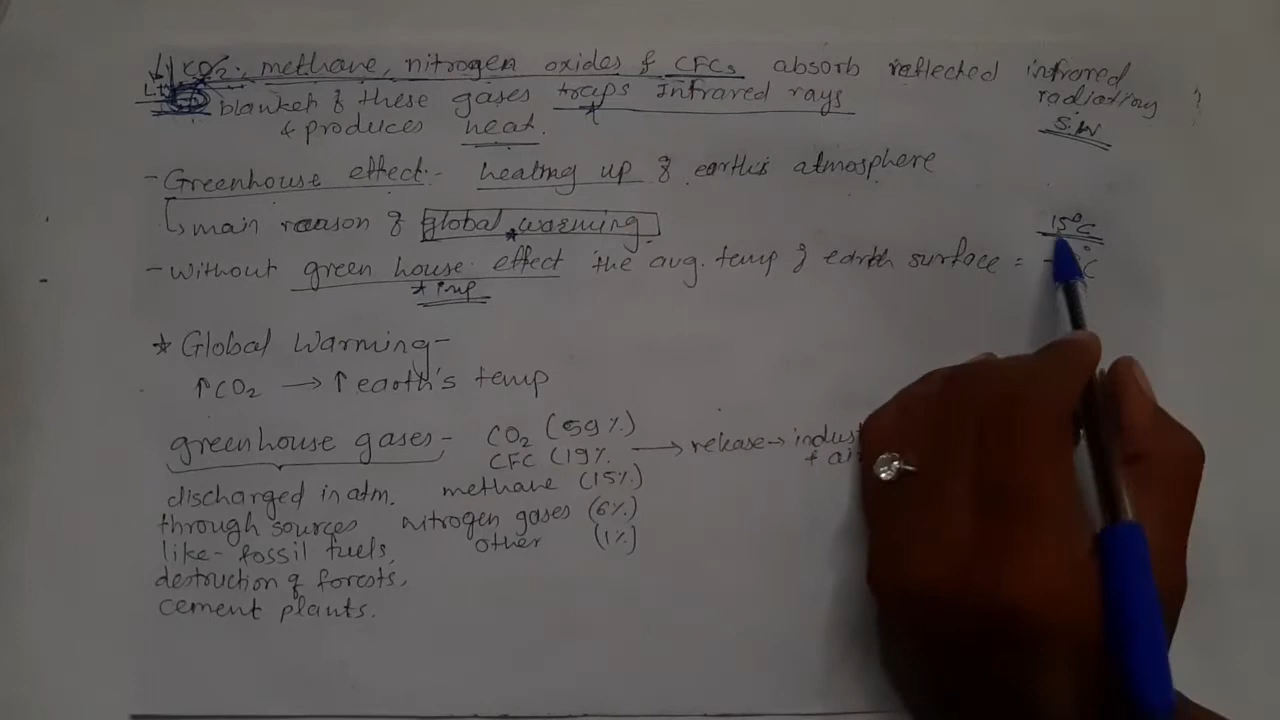 CO2, methane, nitrogen oxides & CFCs absorb reflected infrared
radiations
S.W
blanket of these gases traps Infrared rays
& produces heat.
- Greenhouse effect - heating up of earth's atmosphere
main reason of global warming.
- Without green house effect the avg. temp of earth surface =
15°C
* Imp
* Global Warming -
↑ CO2 → ↑ earth's temp
greenhouse gases - CO2 (59%)
CFC (19% → release → indust
methane (15%)
nitrogen gases (6%)
other (1%)
discharged in atm.
through sources
like - fossil fuels,
destruction of forests,
cement plants.